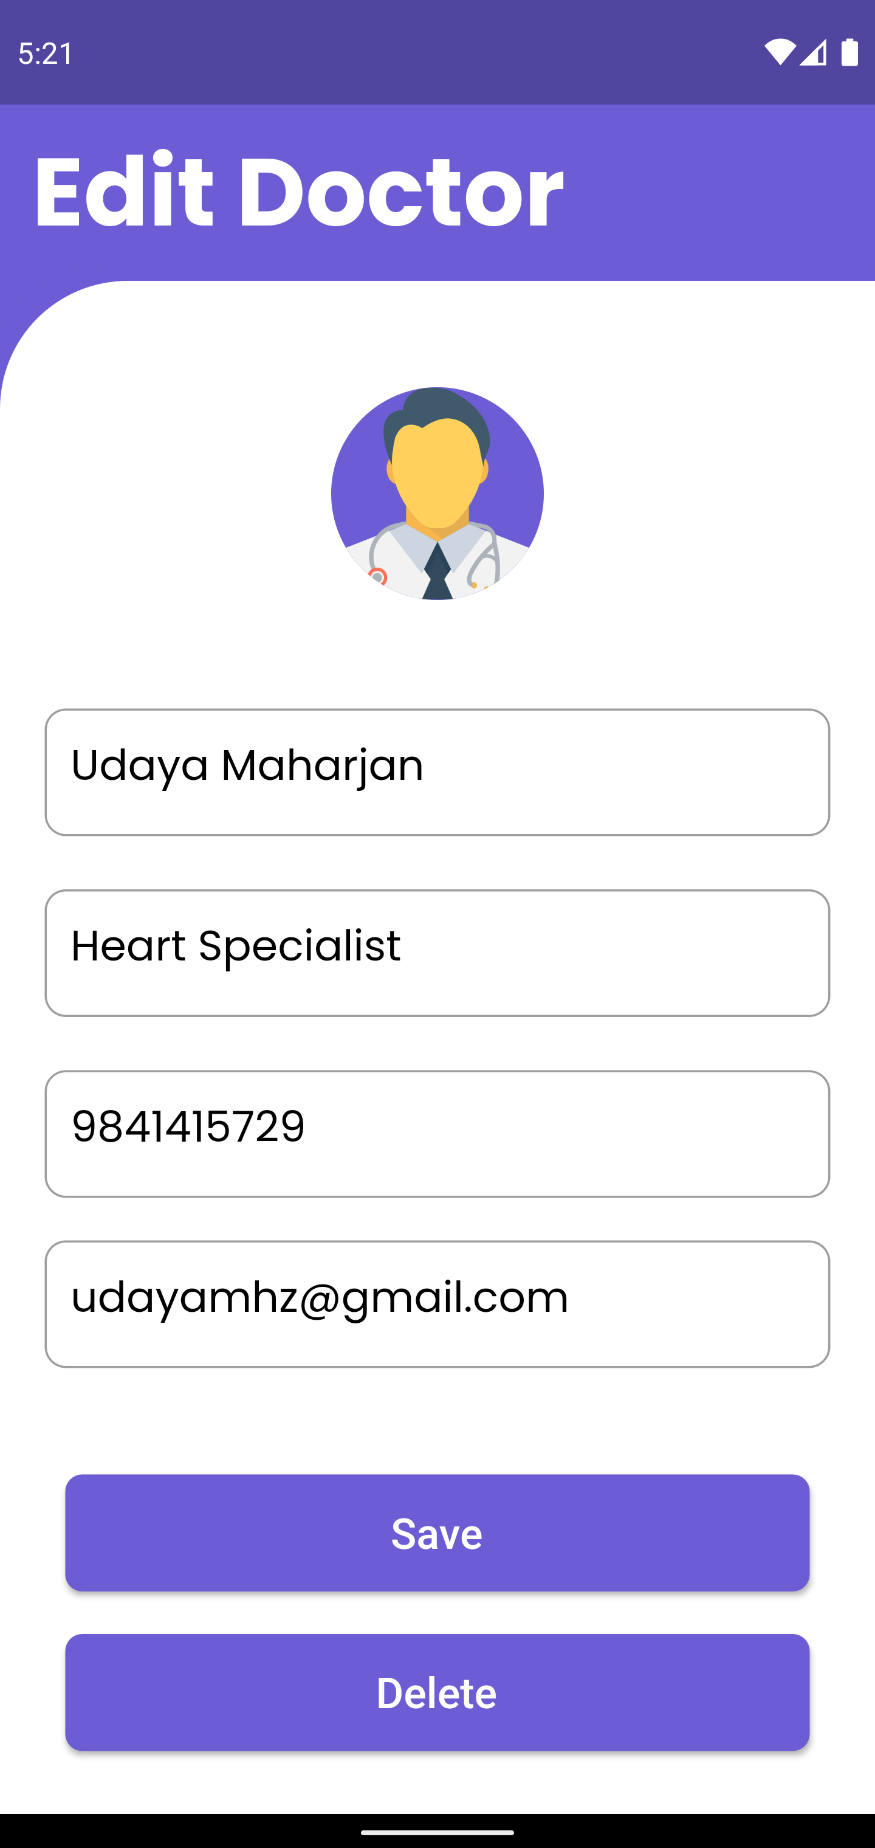 5:21
Edit Doctor
Udaya Maharjan
Heart Specialist
9841415729
udayamhz@gmail.com
Save
Delete